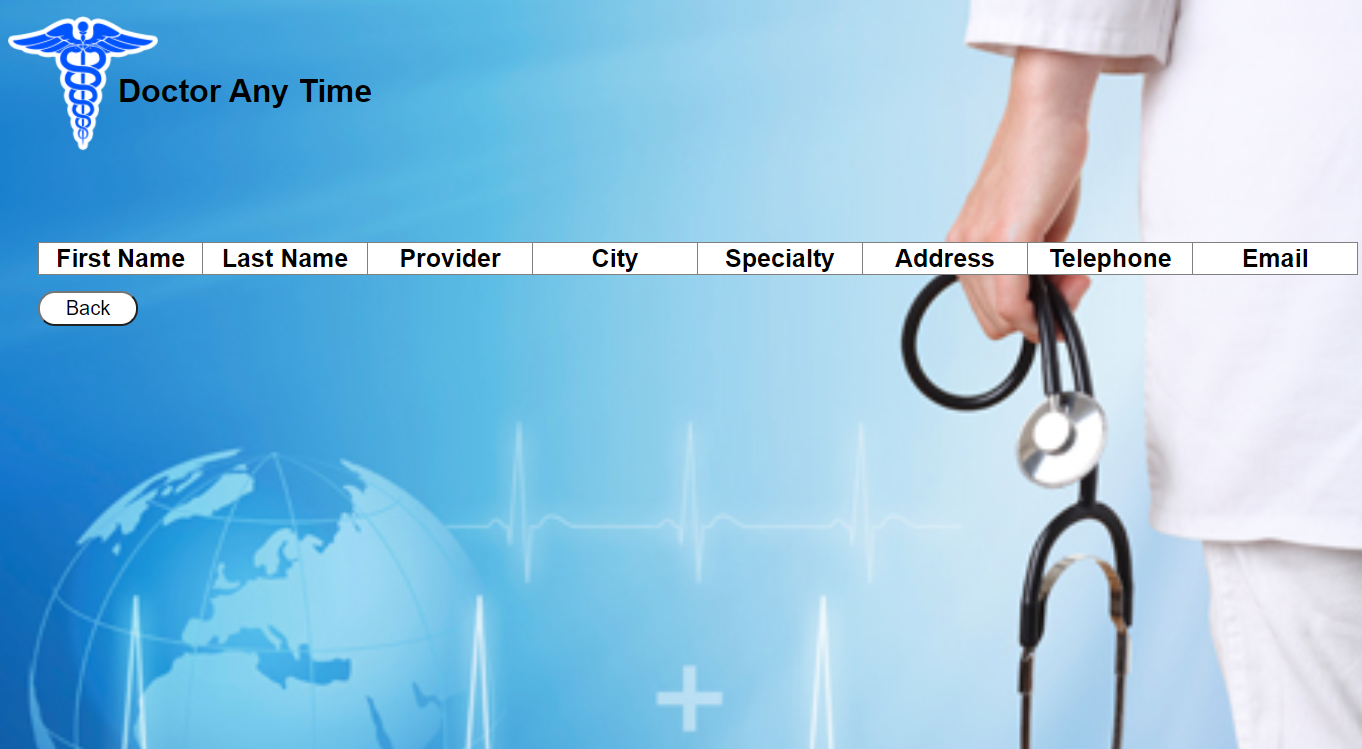 Doctor Any Time
First Name Last Name Provider City Specialty Address Telephone Email
Back